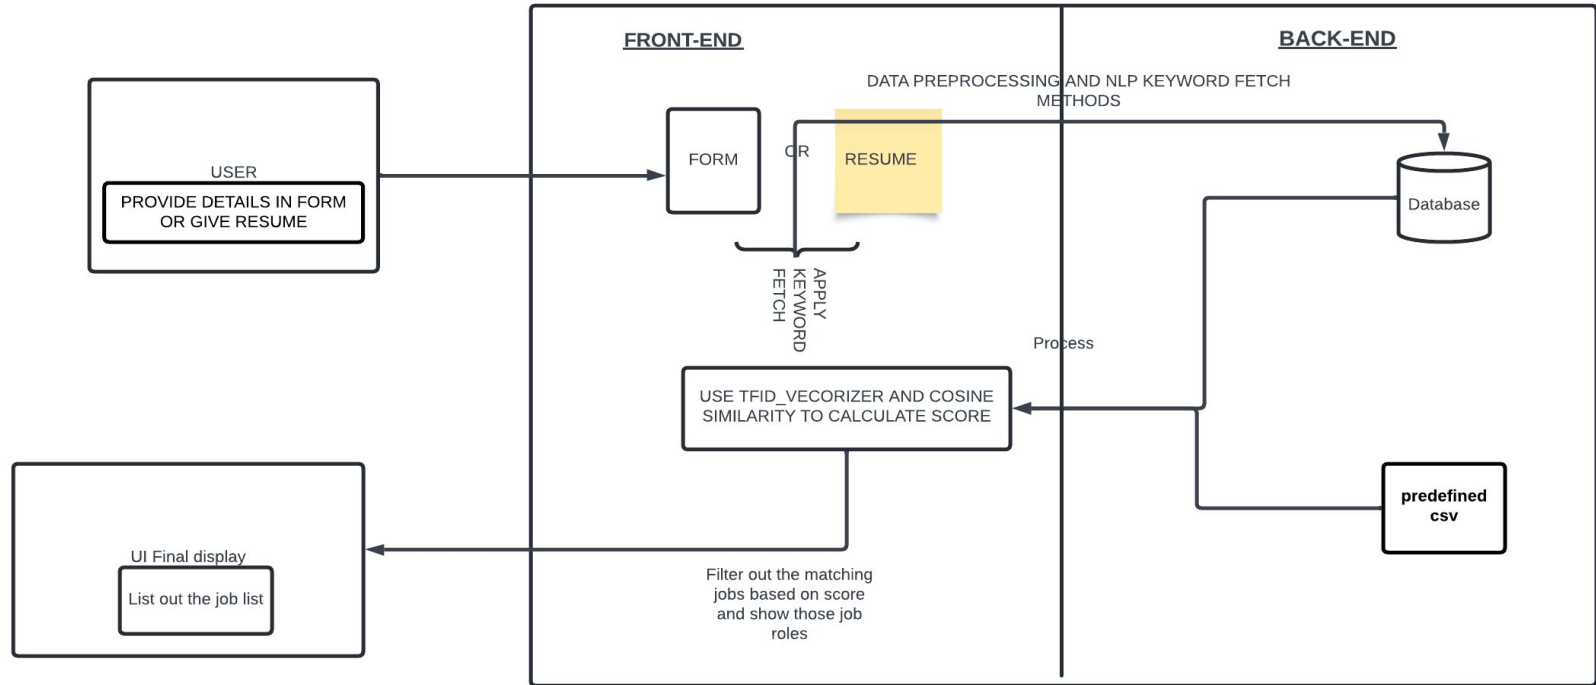 FRONT-END
BACK-END
DATA PREPROCESSING AND NLP KEYWORD FETCH
METHODS
USER
PROVIDE DETAILS IN FORM
OR GIVE RESUME
FORM
OR
RESUME
Database
APPLY
KEYWORD
FETCH
Process
USE TFID_VECORIZER AND COSINE
SIMILARITY TO CALCULATE SCORE
predefined
csv
UI Final display
List out the job list
Filter out the matching
jobs based on score
and show those job
roles